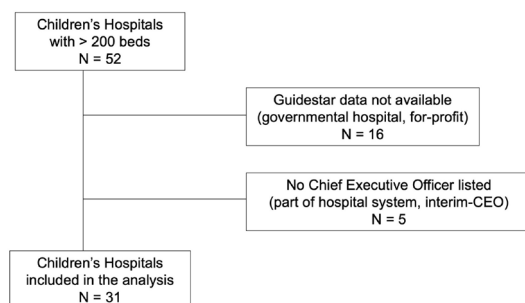 Children's Hospitals
with > 200 beds
N = 52
Guidestar data not available
(governmental hospital, for-profit)
N = 16
No Chief Executive Officer listed
(part of hospital system, interim-CEO)
N = 5
Children's Hospitals
included in the analysis
N = 31